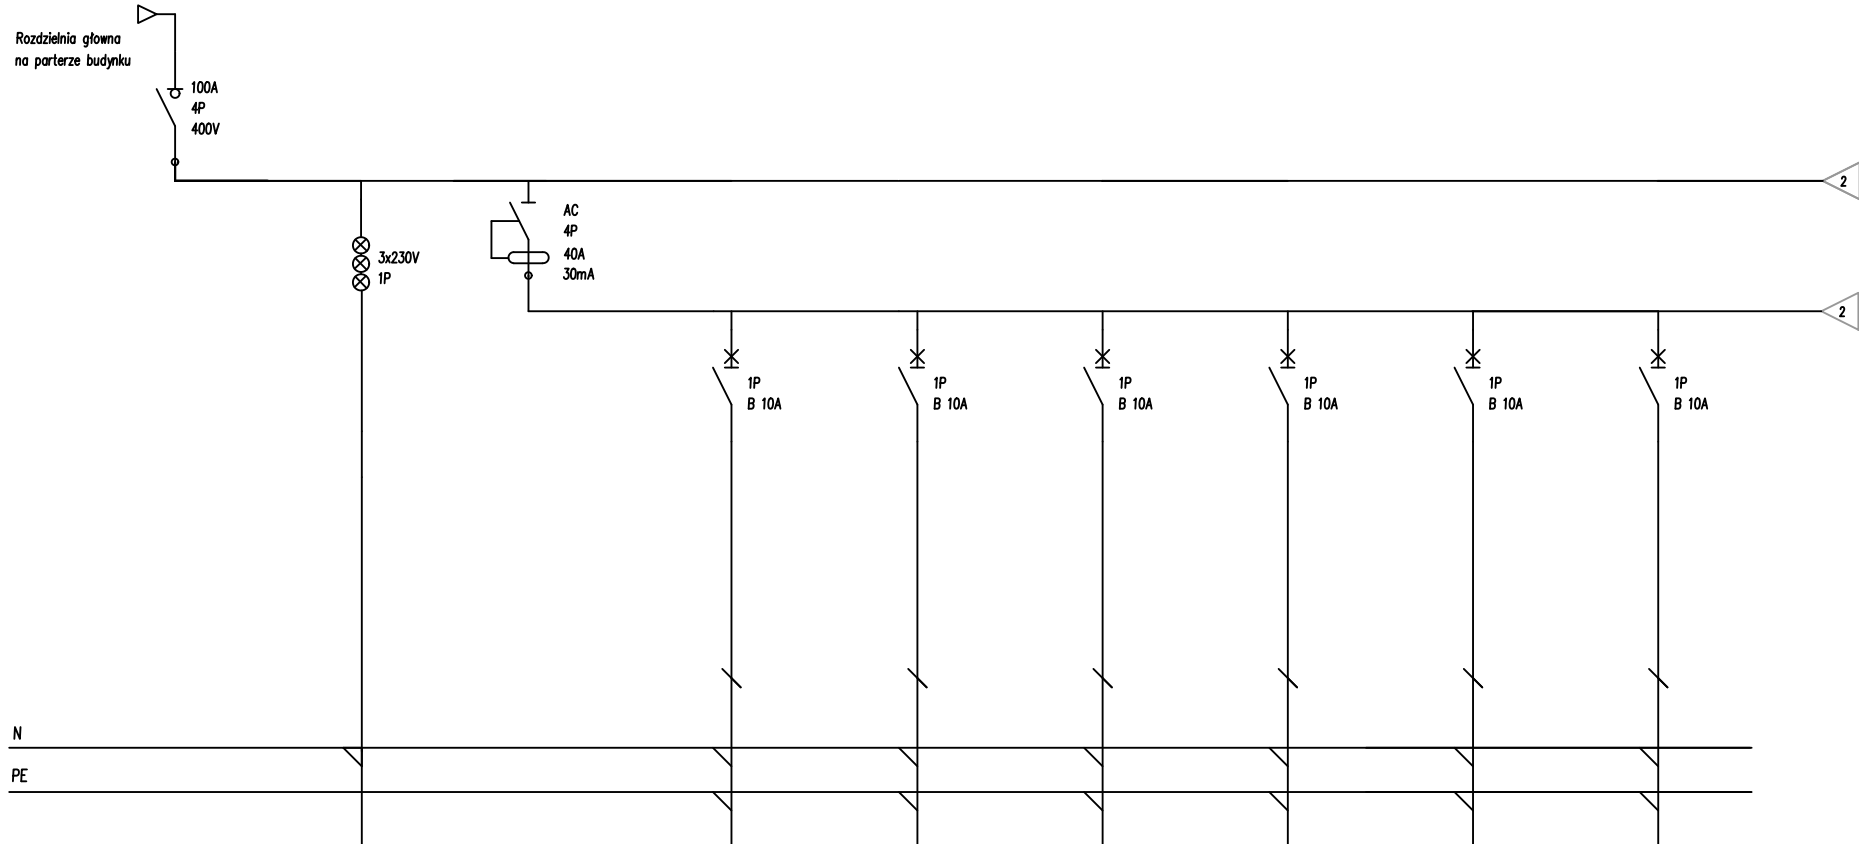 Rozdzielnia głowna
na parterze budynku
100A
4P
400V
2
AC
4P
40A
30mA
3x230V
1P
2
1P
B 10A
1P
B 10A
1P
B 10A
1P
B 10A
1P
B 10A
1P
B 10A
N
PE